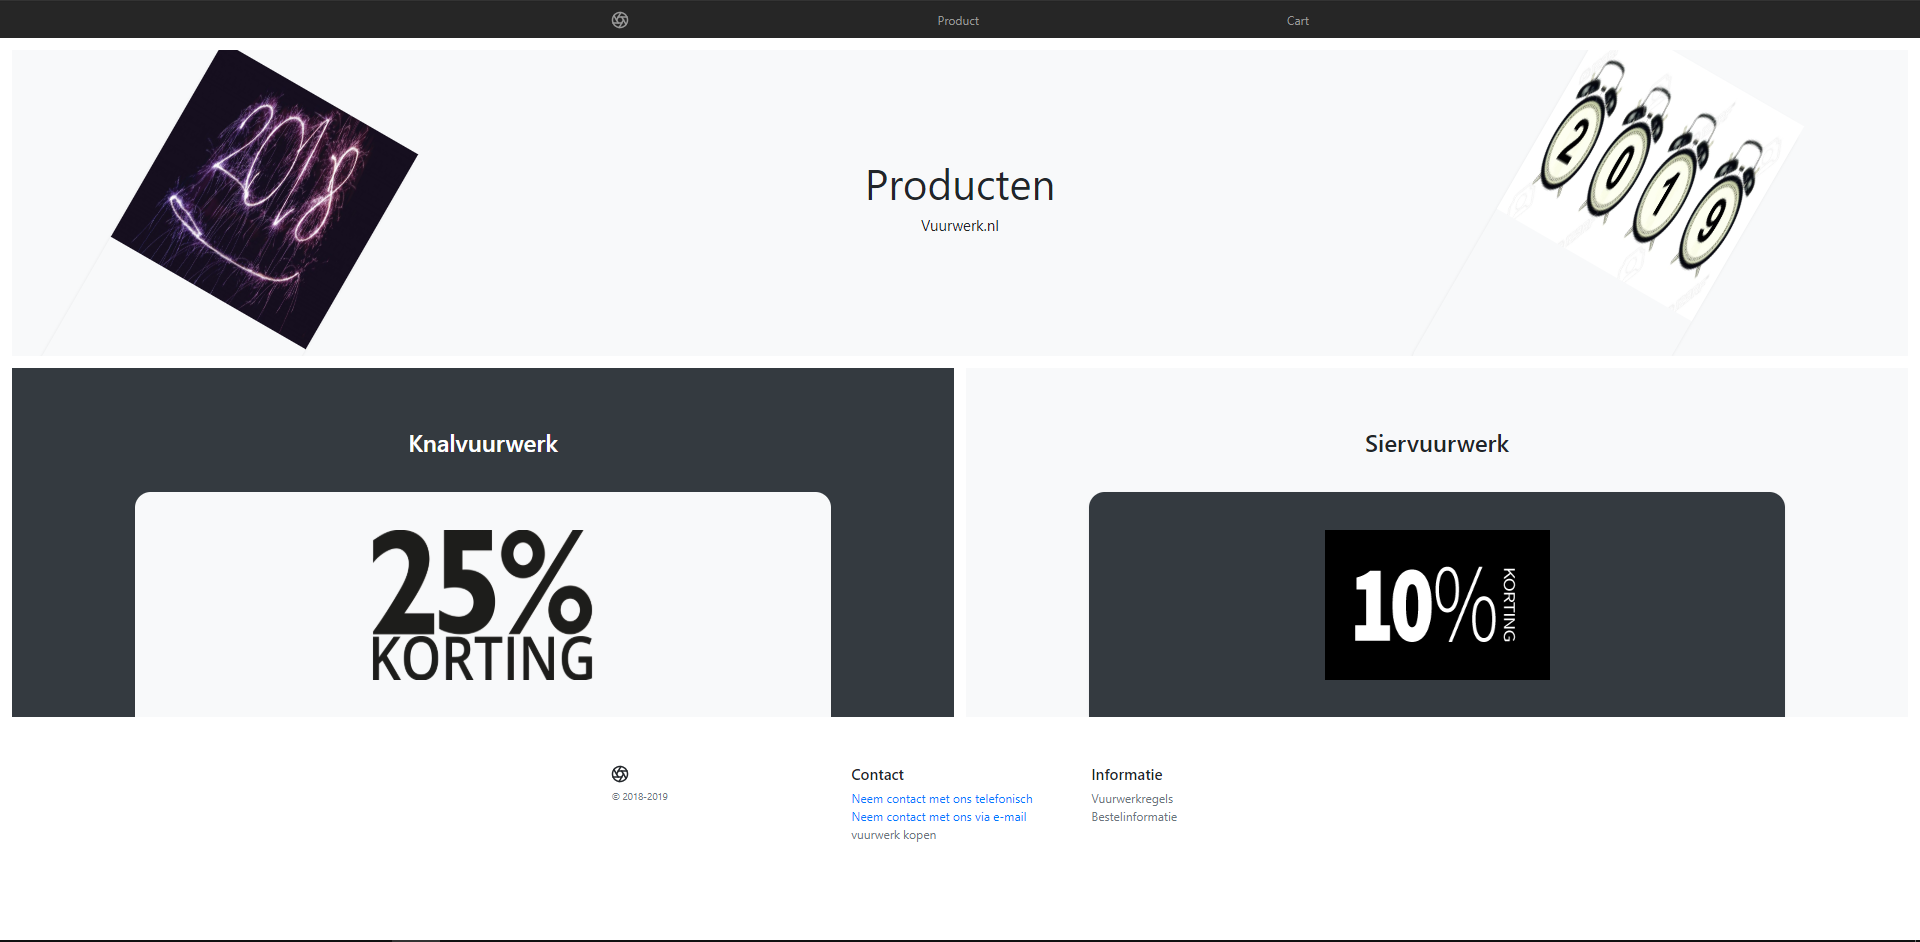 Product
Cart
2018
2019
Producten
Vuurwerk.nl
Knalvuurwerk
Siervuurwerk
25%
KORTING
10%
KORTING
© 2018-2019
Contact
Neem contact met ons telefonisch
Neem contact met ons via e-mail
vuurwerk kopen
Informatie
Vuurwerkregels
Bestelinformatie